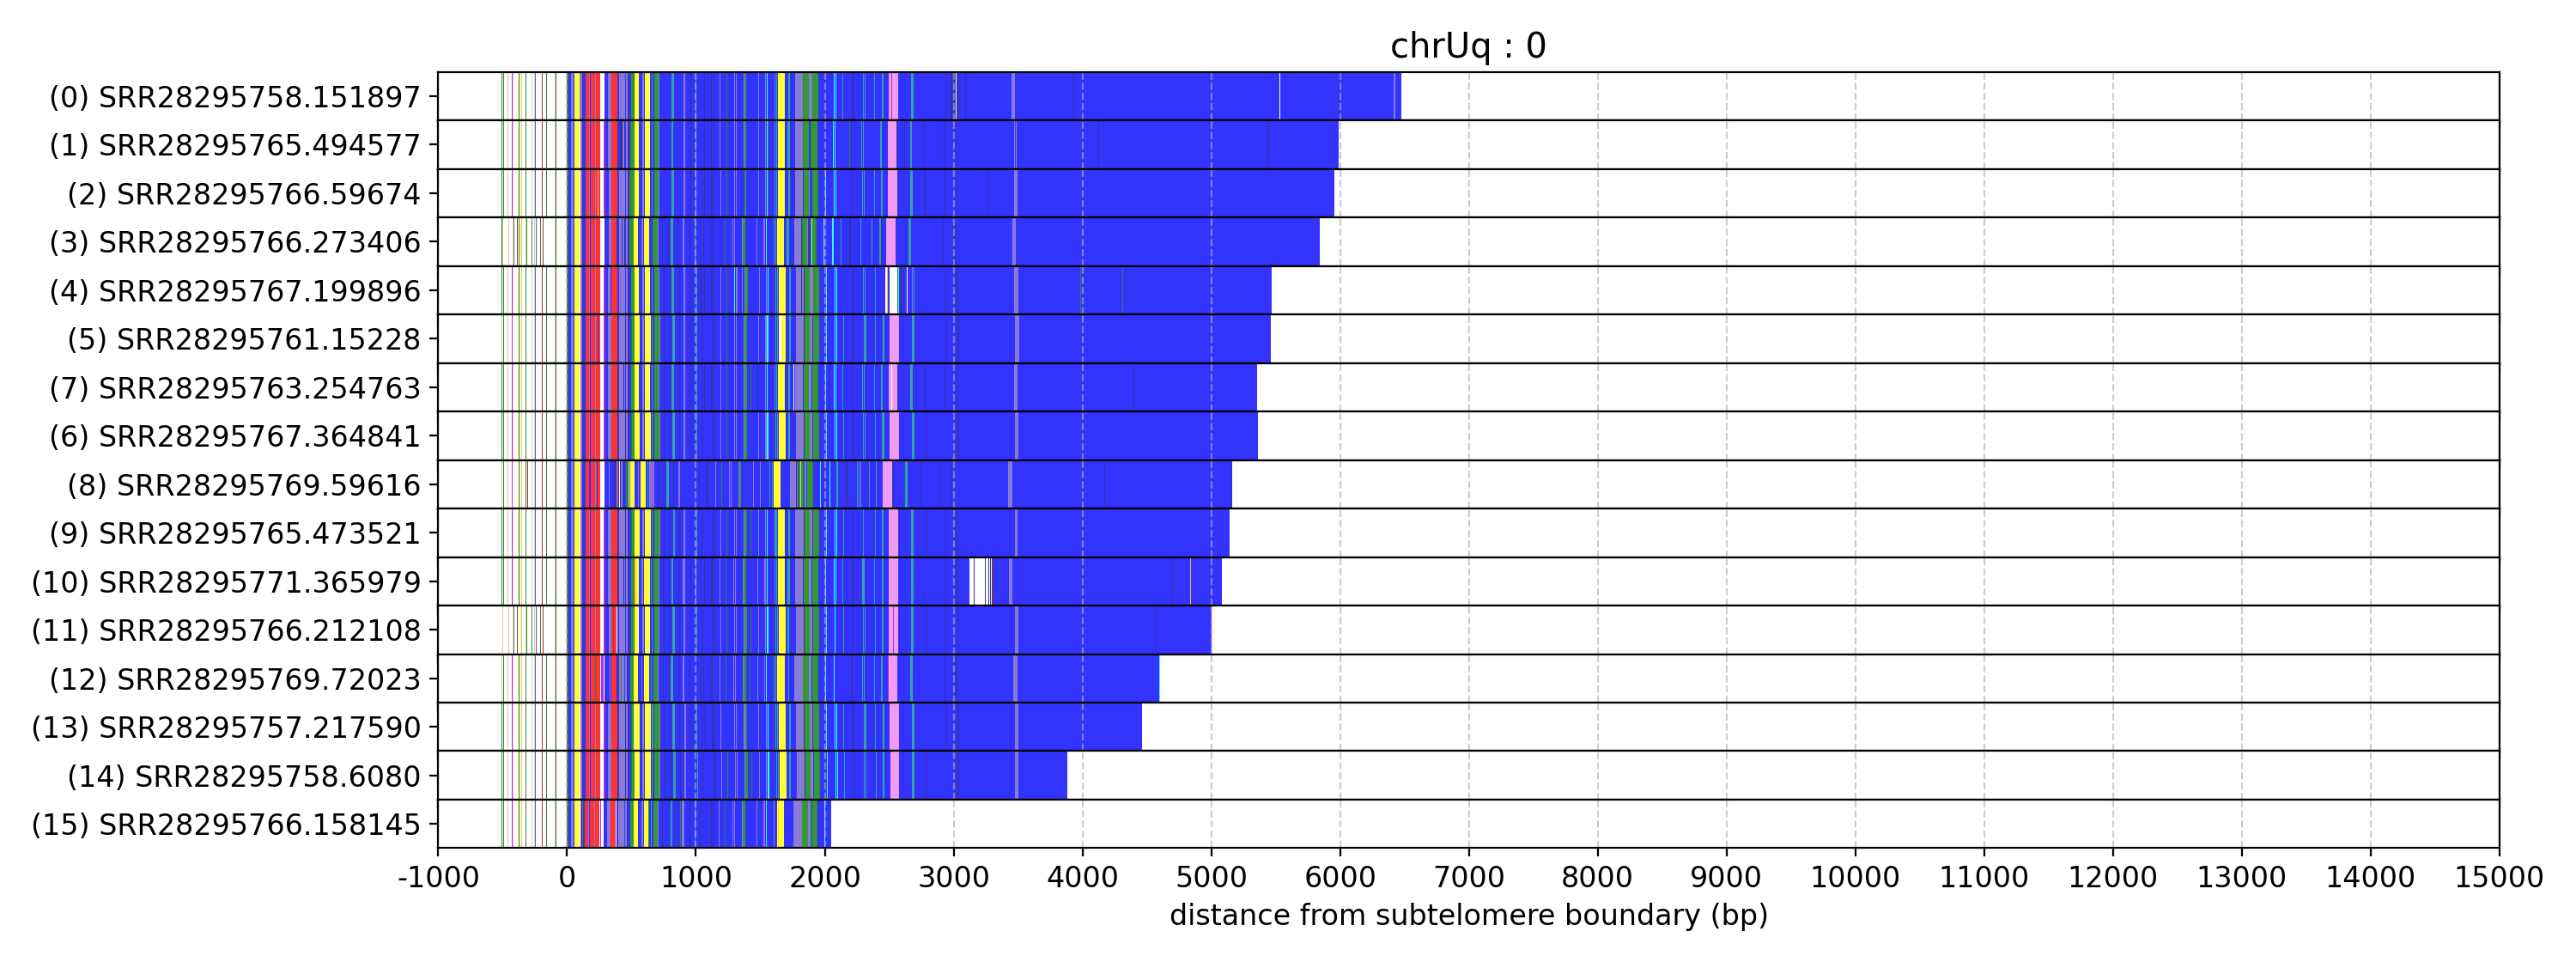 chrUq : 0
(0) SRR28295758.151897
(1) SRR28295765.494577
(2) SRR28295766.59674
(3) SRR28295766.273406
(4) SRR28295767.199896
(5) SRR28295761.15228
(7) SRR28295763.254763
(6) SRR28295767.364841
(8) SRR28295769.59616
(9) SRR28295765.473521
(10) SRR28295771.365979
(11) SRR28295766.212108
(12) SRR28295769.72023
(13) SRR28295757.217590
(14) SRR28295758.6080
(15) SRR28295766.158145
-1000 0 1000 2000 3000 4000 5000 6000 7000 8000 9000 10000 11000 12000 13000 14000 15000
distance from subtelomere boundary (bp)